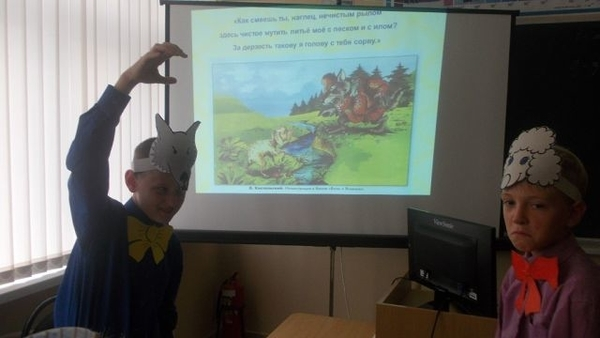 «Как смеешь ты, наглец, нечистым рылом
здесь чистое мутить питьё моё с песком и с илом?
За дерзость такову я голову с тебя сорву.»
ViewSonic